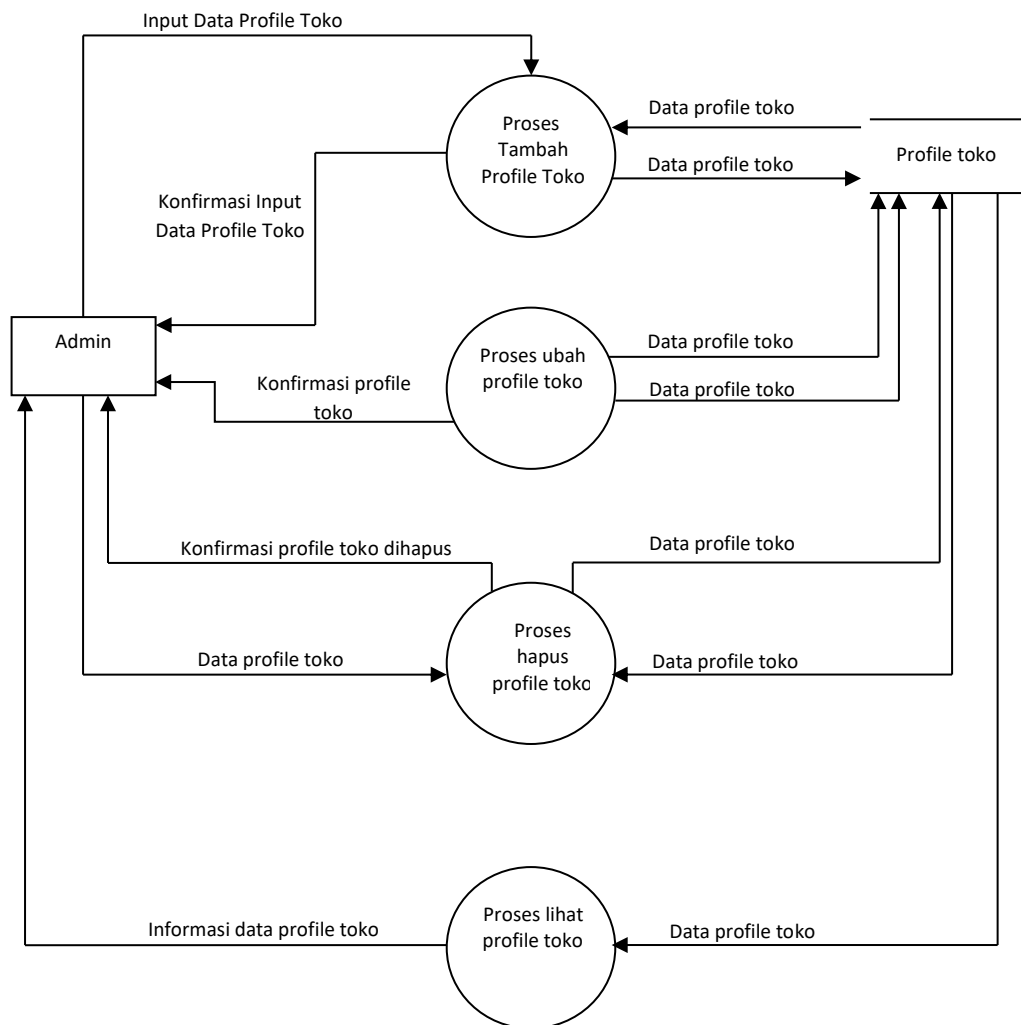 Input Data Profile Toko
Proses
Tambah
Profile Toko
Data profile toko
Profile toko
Data profile toko
Konfirmasi Input
Data Profile Toko
Admin
Proses ubah
profile toko
Data profile toko
Konfirmasi profile
toko
Data profile toko
Konfirmasi profile toko dihapus
Data profile toko
Proses
hapus
profile toko
Data profile toko
Data profile toko
Proses lihat
profile toko
Informasi data profile toko
Data profile toko